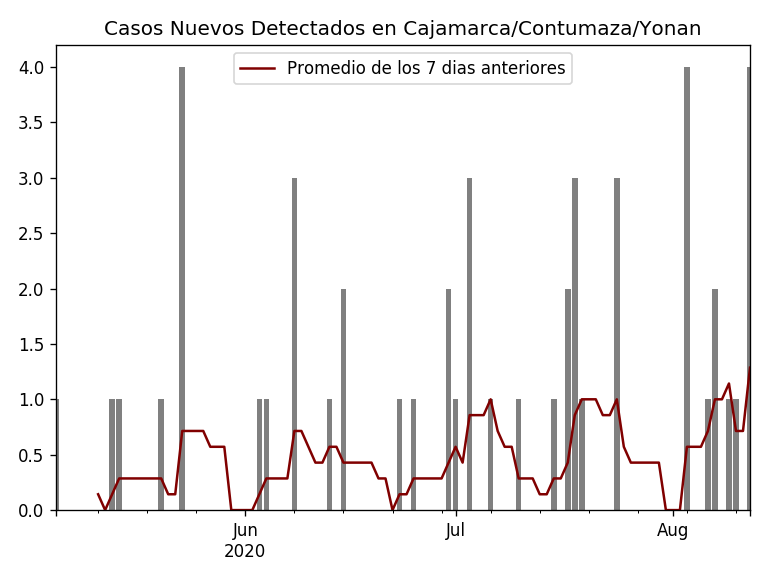 Casos Nuevos Detectados en Cajamarca/Contumaza/Yonan
Promedio de los 7 dias anteriores
4.0
3.5
3.0
2.5
2.0
1.5
1.0
0.5
0.0
Jun
2020
Jul
Aug